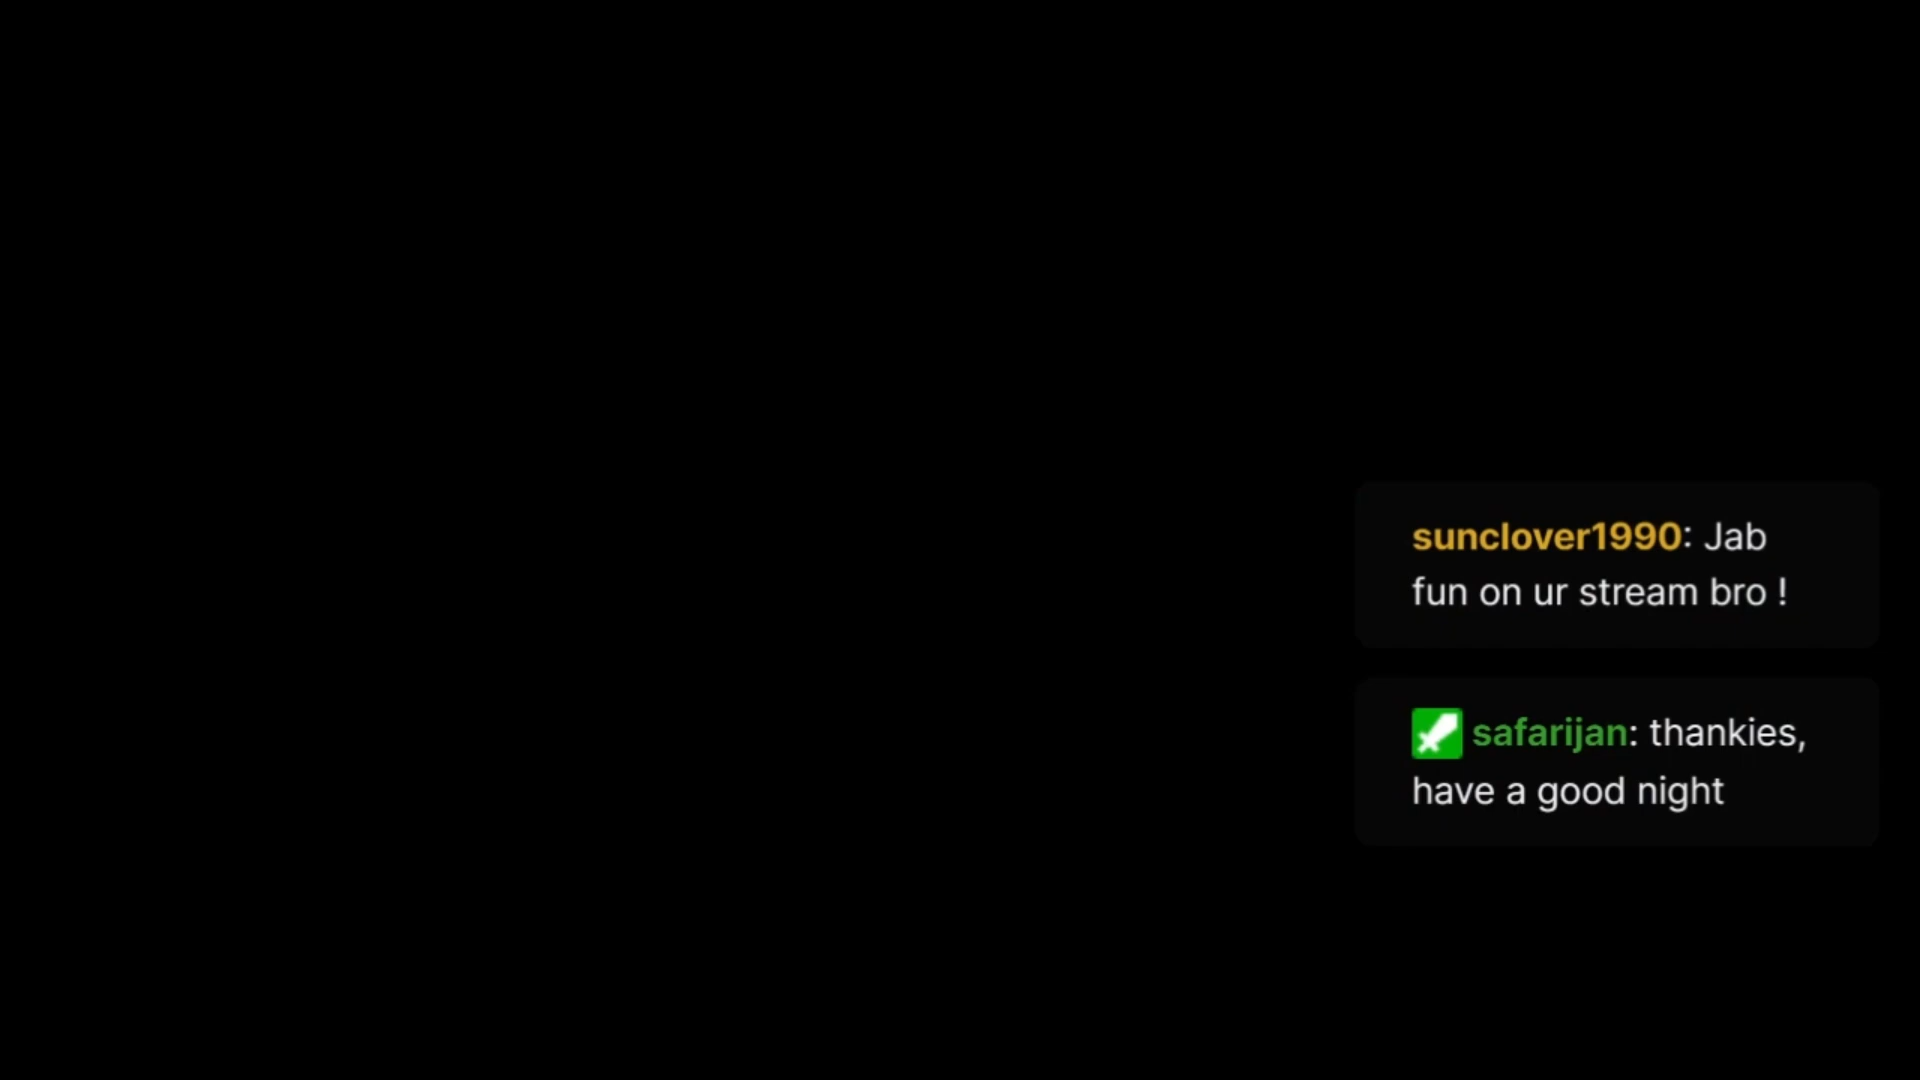 sunclover1990: Jab
fun on ur stream bro !
safarijan: thankies,
have a good night